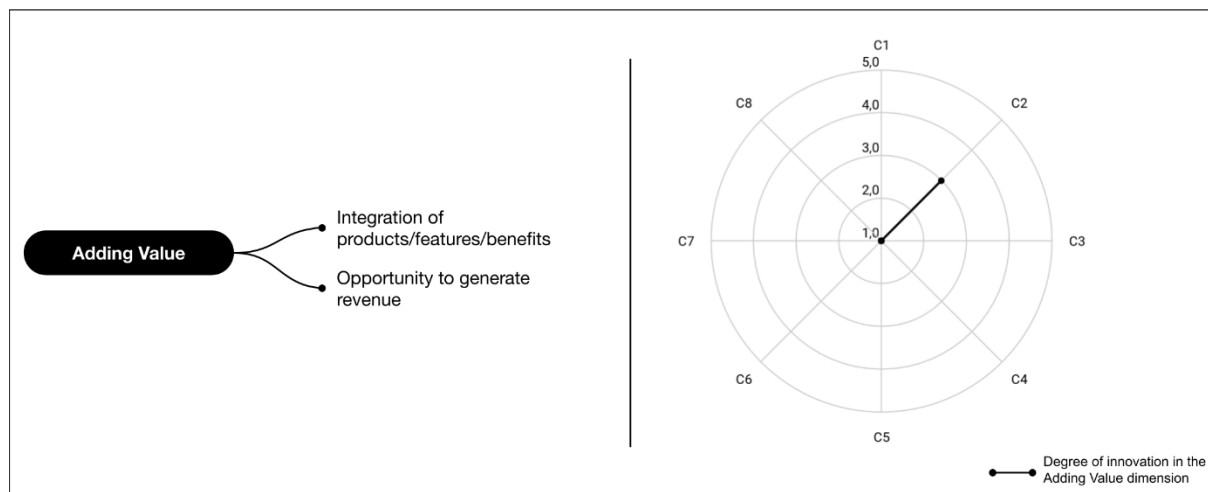 Adding Value
Integration of
products/features/benefits
Opportunity to generate
revenue
C1
5,0
C8
C2
4,0
3,0
2,0
C7
1,0
C3
C6
C4
C5
Degree of innovation in the
Adding Value dimension